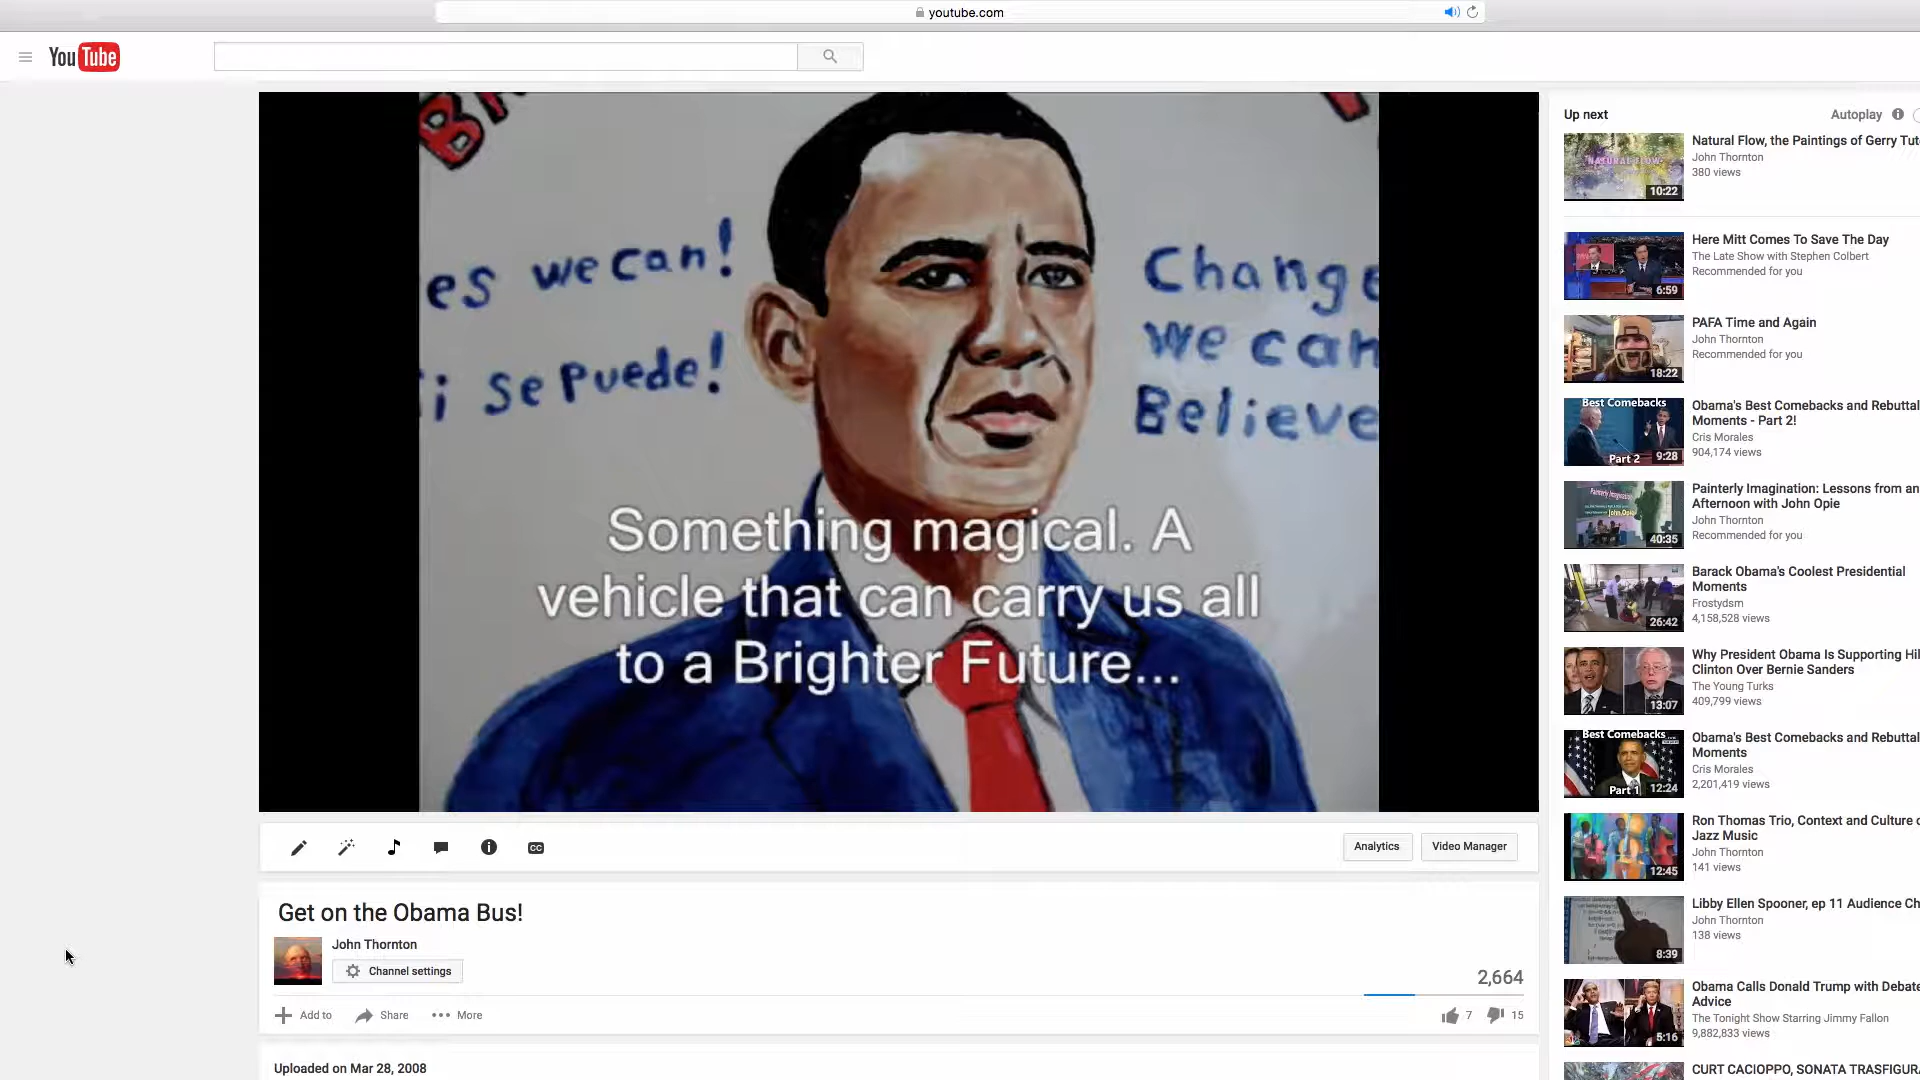 youtube.com
YouTube
es we can!
i se puede!
Change
we can
Believe
Something magical. A
vehicle that can carry us all
to a Brighter Future...
Analytics
Video Manager
Get on the Obama Bus!
John Thornton
Channel settings
2,664
Add to
Share
More
7
15
Uploaded on Mar 28, 2008
Up next
Autoplay
NATURAL FLOW
10:22
Natural Flow, the Paintings of Gerry Tut
John Thornton
380 views
6:59
Here Mitt Comes To Save The Day
The Late Show with Stephen Colbert
Recommended for you
18:22
PAFA Time and Again
John Thornton
Recommended for you
Best Comebacks
Part 2
9:28
Obama's Best Comebacks and Rebuttal
Moments - Part 2!
Cris Morales
904,174 views
40:35
Painterly Imagination: Lessons from an
Afternoon with John Opie
John Thornton
Recommended for you
26:42
Barack Obama's Coolest Presidential
Moments
Frostydsm
4,158,528 views
13:07
Why President Obama Is Supporting Hil
Clinton Over Bernie Sanders
The Young Turks
409,799 views
Best Comebacks
Part 1
12:24
Obama's Best Comebacks and Rebuttal
Moments
Cris Morales
2,201,419 views
12:45
Ron Thomas Trio, Context and Culture o
Jazz Music
John Thornton
141 views
8:39
Libby Ellen Spooner, ep 11 Audience Ch
John Thornton
138 views
5:16
Obama Calls Donald Trump with Debate
Advice
The Tonight Show Starring Jimmy Fallon
9,882,833 views
CURT CACIOPPO, SONATA TRASFIGURA